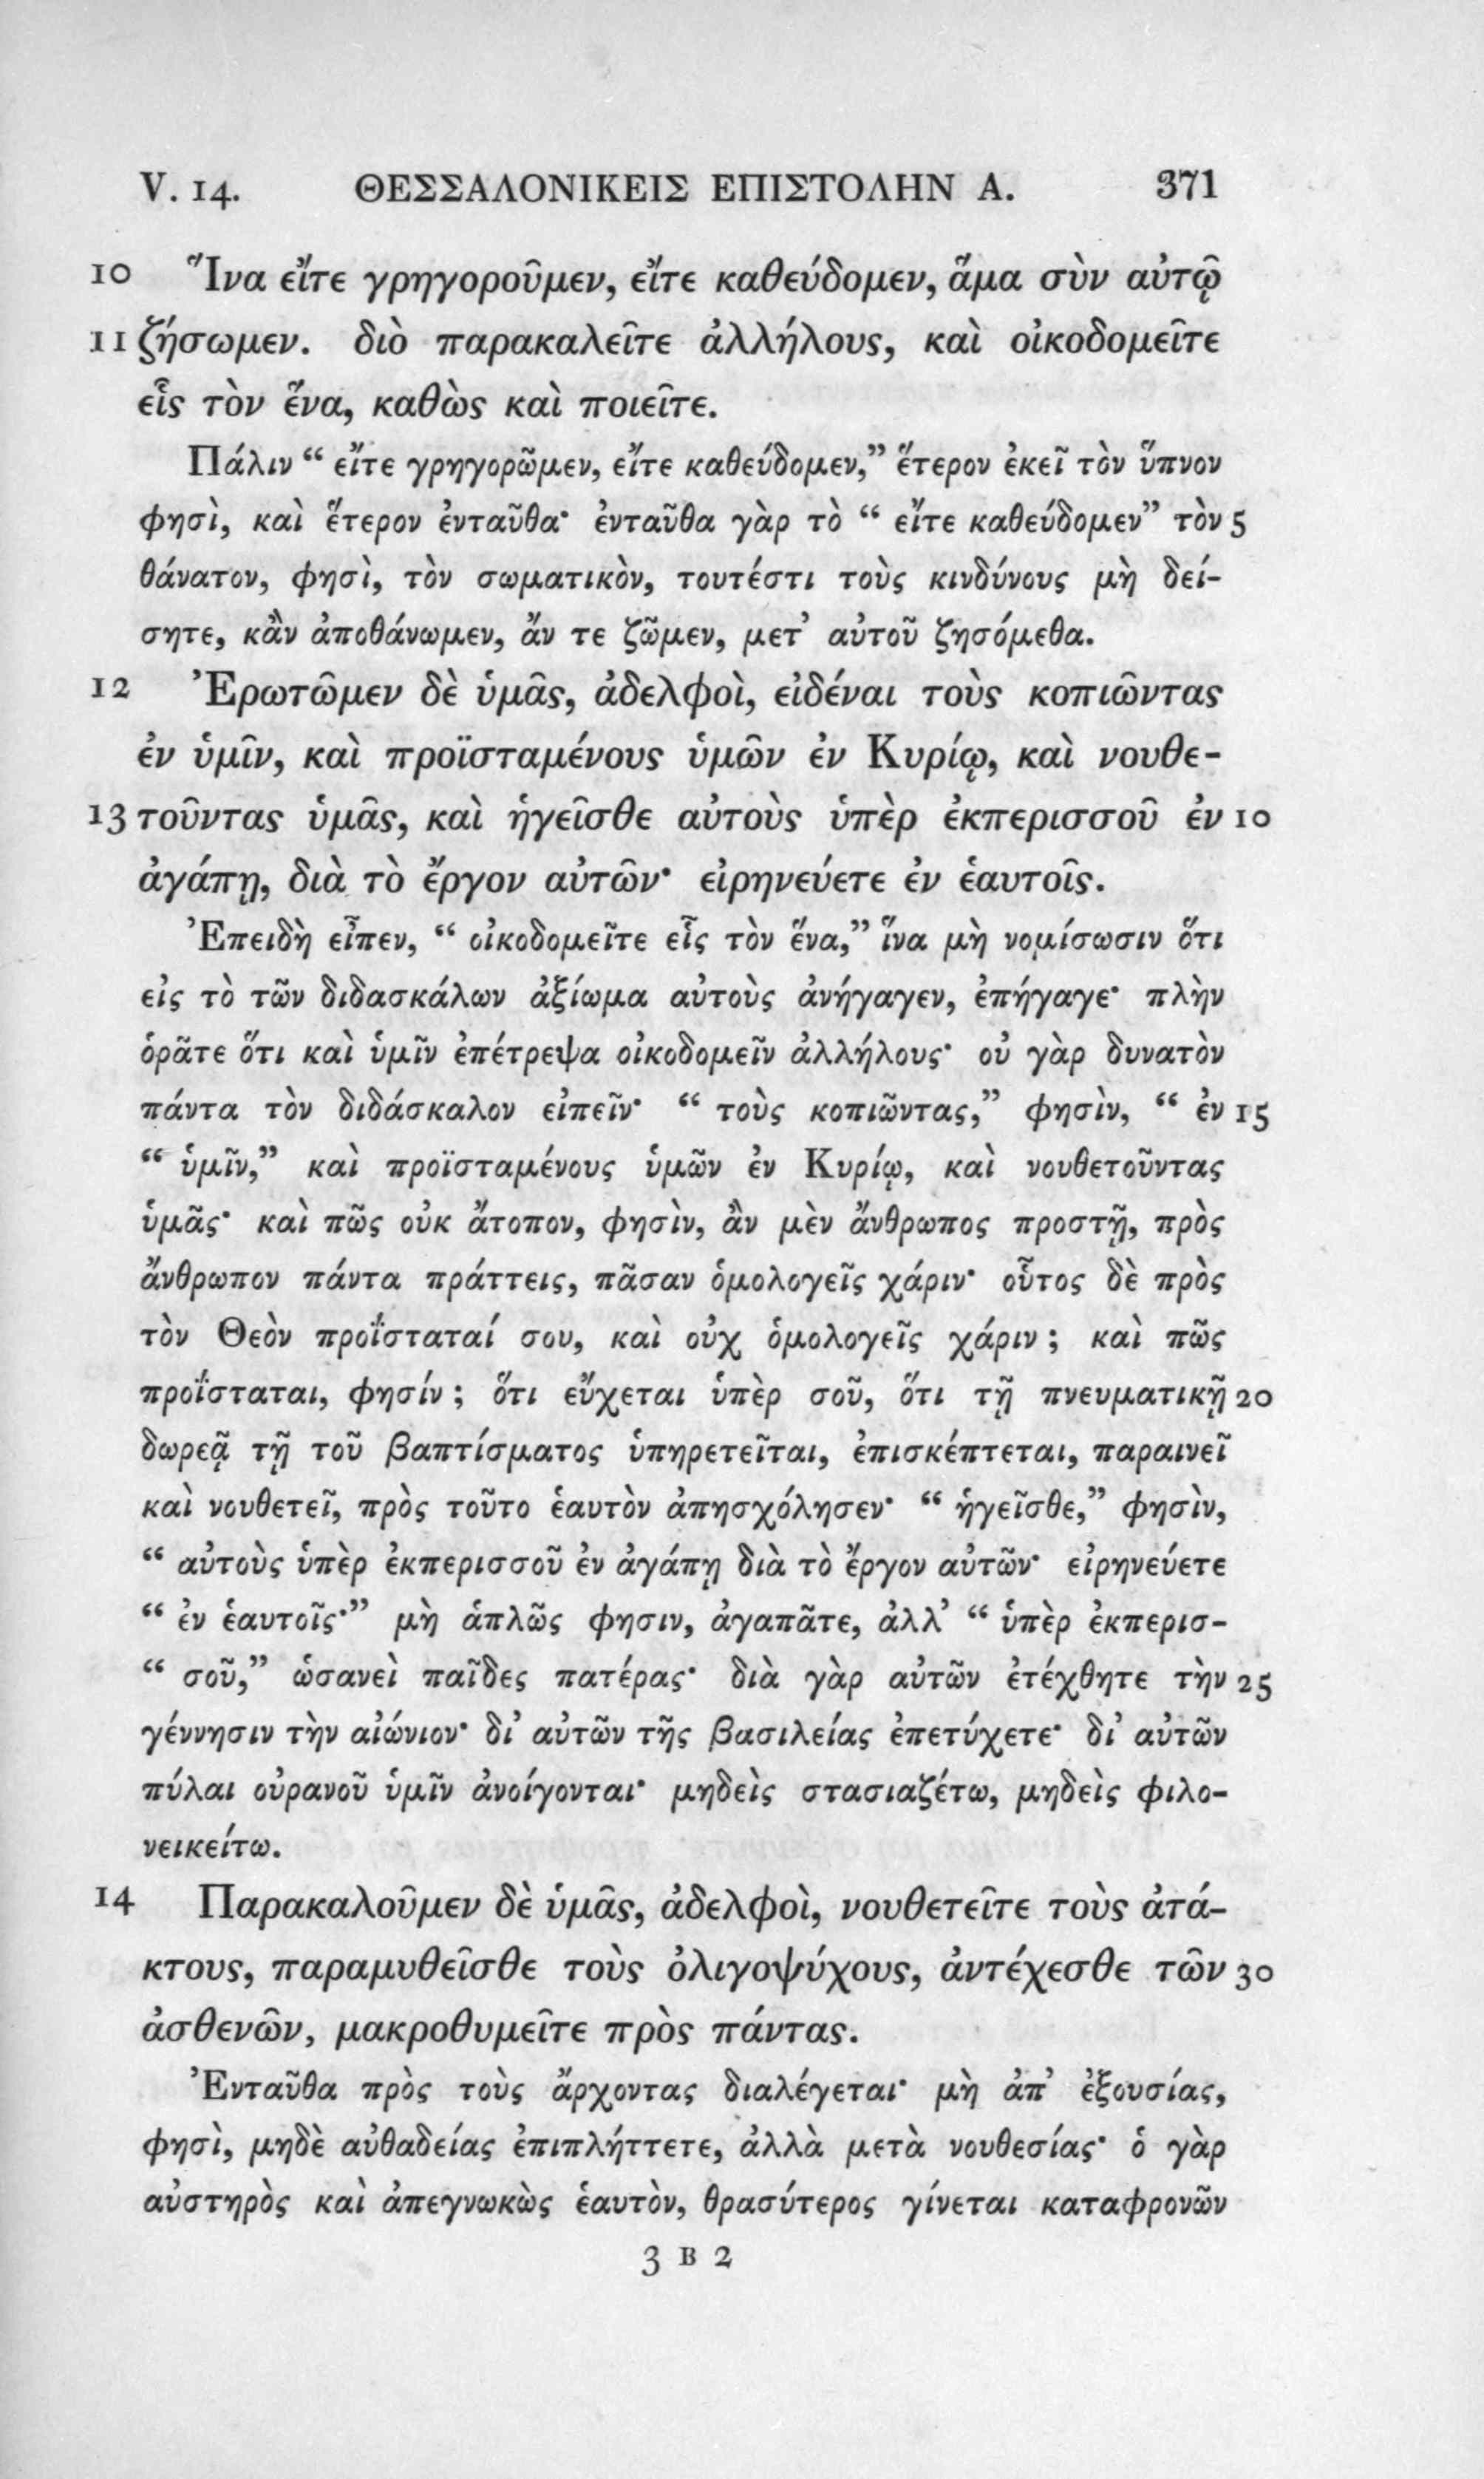 V. 14. ΘΕΣΣΑΛΟΝΙΚΕΙΣ ΕΠΙΣΤΟΛΗΝ Α. 371
10 Ἵνα εἴτε γρηγοροῦμεν, εἴτε καθεύδομεν, ἅμα σὺν αὐτῷ
11 ζήσωμεν. διὸ παρακαλεῖτε ἀλλήλους, καὶ οἰκοδομεῖτε
εἷς τὸν ἕνα, καθὼς καὶ ποιεῖτε.
Πάλιν “ εἴτε γρηγορῶμεν, εἴτε καθεύδομεν,” ἕτερον ἐκεῖ τὸν ὕπνον
φησὶ, καὶ ἕτερον ἐνταῦθα· ἐνταῦθα γὰρ τὸ “ εἴτε καθεύδομεν” τὸν 5
θάνατον, φησὶ, τὸν σωματικὸν, τουτέστι τοὺς κινδύνους μὴ δεί-
σητε, κἂν ἀποθάνωμεν, ἄν τε ζῶμεν, μετ’ αὐτοῦ ζησόμεθα.
12 Ἐρωτῶμεν δὲ ὑμᾶς, ἀδελφοὶ, εἰδέναι τοὺς κοπιῶντας
ἐν ὑμῖν, καὶ προϊσταμένους ὑμῶν ἐν Κυρίῳ, καὶ νουθε-
13 τοῦντας ὑμᾶς, καὶ ἡγεῖσθε αὐτοὺς ὑπὲρ ἐκπερισσοῦ ἐν 10
ἀγάπῃ, διὰ τὸ ἔργον αὐτῶν· εἰρηνεύετε ἐν ἑαυτοῖς.
Ἐπειδὴ εἶπεν, “ οἰκοδομεῖτε εἷς τὸν ἕνα,” ἵνα μὴ νομίσωσιν ὅτι
εἰς τὸ τῶν διδασκάλων ἀξίωμα αὐτοὺς ἀνήγαγεν, ἐπήγαγε· πλὴν
ὁρᾶτε ὅτι καὶ ὑμῖν ἐπέτρεψα οἰκοδομεῖν ἀλλήλους· οὐ γὰρ δυνατὸν
πάντα τὸν διδάσκαλον εἰπεῖν· “ τοὺς κοπιῶντας,” φησὶν, “ ἐν 15
“ ὑμῖν,” καὶ προϊσταμένους ὑμῶν ἐν Κυρίῳ, καὶ νουθετοῦντας
ὑμᾶς· καὶ πῶς οὐκ ἄτοπον, φησὶν, ἂν μὲν ἄνθρωπος προστῇ, πρὸς
ἄνθρωπον πάντα πράττεις, πᾶσαν ὁμολογεῖς χάριν· οὗτος δὲ πρὸς
τὸν Θεὸν προΐσταταί σου, καὶ οὐχ ὁμολογεῖς χάριν ; καὶ πῶς
προΐσταται, φησίν ; ὅτι εὔχεται ὑπὲρ σοῦ, ὅτι τῇ πνευματικῇ 20
δωρεᾷ τῇ τοῦ βαπτίσματος ὑπηρετεῖται, ἐπισκέπτεται, παραινεῖ
καὶ νουθετεῖ, πρὸς τοῦτο ἑαυτὸν ἀπησχόλησεν· “ ἡγεῖσθε,” φησὶν,
“ αὐτοὺς ὑπὲρ ἐκπερισσοῦ ἐν ἀγάπῃ διὰ τὸ ἔργον αὐτῶν· εἰρηνεύετε
“ ἐν ἑαυτοῖς·” μὴ ἁπλῶς φησιν, ἀγαπᾶτε, ἀλλ’ “ ὑπὲρ ἐκπερισ-
“ σοῦ,” ὡσανεὶ παῖδες πατέρας· διὰ γὰρ αὐτῶν ἐτέχθητε τὴν 25
γέννησιν τὴν αἰώνιον· δι’ αὐτῶν τῆς βασιλείας ἐπετύχετε· δι’ αὐτῶν
πύλαι οὐρανοῦ ὑμῖν ἀνοίγονται· μηδεὶς στασιαζέτω, μηδεὶς φιλο-
νεικείτω.
14 Παρακαλοῦμεν δὲ ὑμᾶς, ἀδελφοὶ, νουθετεῖτε τοὺς ἀτά-
κτους, παραμυθεῖσθε τοὺς ὀλιγοψύχους, ἀντέχεσθε τῶν 30
ἀσθενῶν, μακροθυμεῖτε πρὸς πάντας.
Ἐνταῦθα πρὸς τοὺς ἄρχοντας διαλέγεται· μὴ ἀπ’ ἐξουσίας,
φησὶ, μηδὲ αὐθαδείας ἐπιπλήττετε, ἀλλὰ μετὰ νουθεσίας· ὁ γὰρ
αὐστηρὸς καὶ ἀπεγνωκὼς ἑαυτὸν, θρασύτερος γίνεται καταφρονῶν
3 B 2